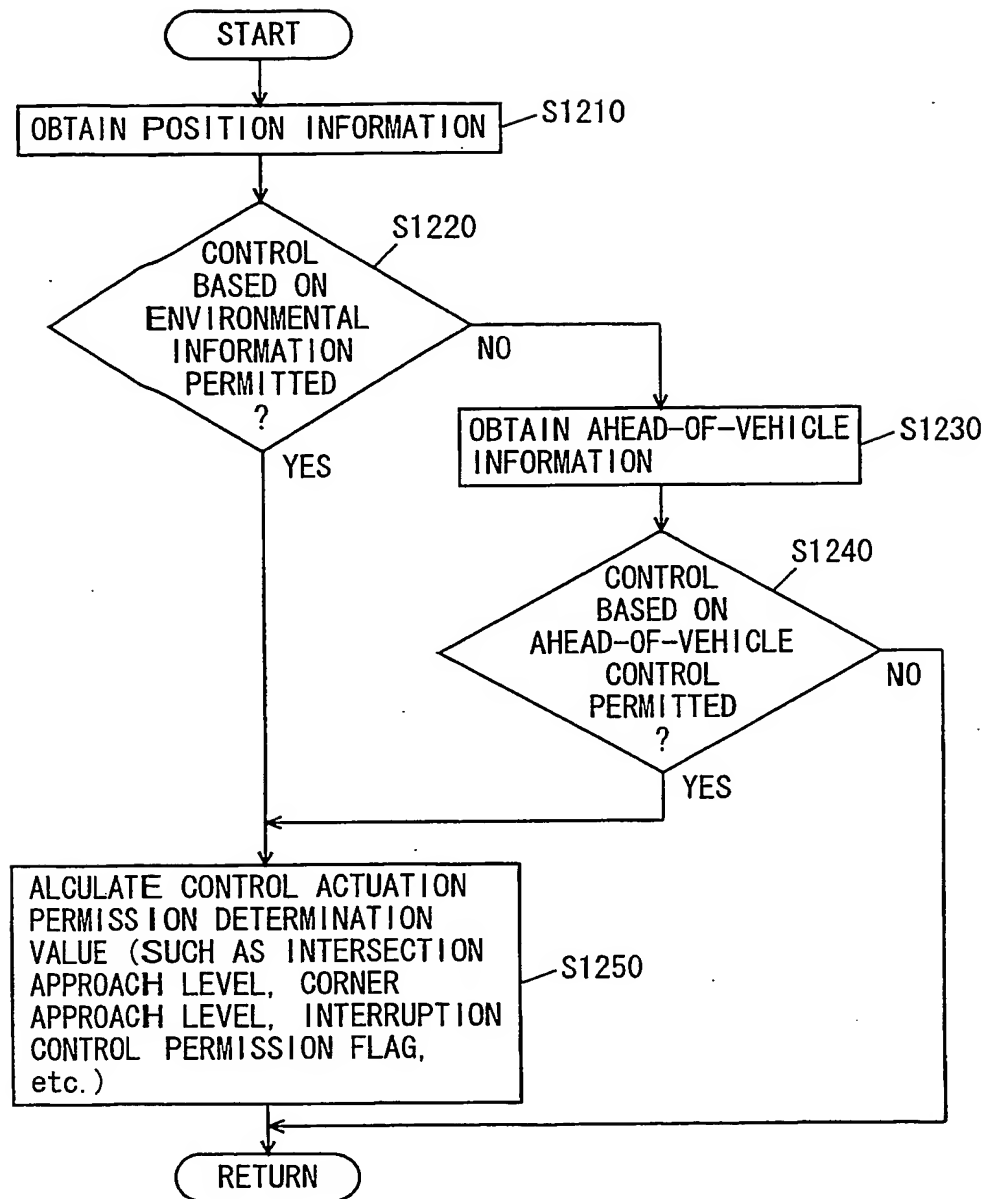 START
OBTAIN POSITION INFORMATION
S1210
S1220
CONTROL
BASED ON
ENVIRONMENTAL
INFORMATION
PERMITTED
?
NO
YES
OBTAIN AHEAD-OF-VEHICLE
INFORMATION
S1230
S1240
CONTROL
BASED ON
AHEAD-OF-VEHICLE
CONTROL
PERMITTED
?
NO
YES
ALCULATE CONTROL ACTUATION
PERMISSION DETERMINATION
VALUE (SUCH AS INTERSECTION
APPROACH LEVEL, CORNER
APPROACH LEVEL, INTERRUPTION
CONTROL PERMISSION FLAG,
etc.)
S1250
RETURN